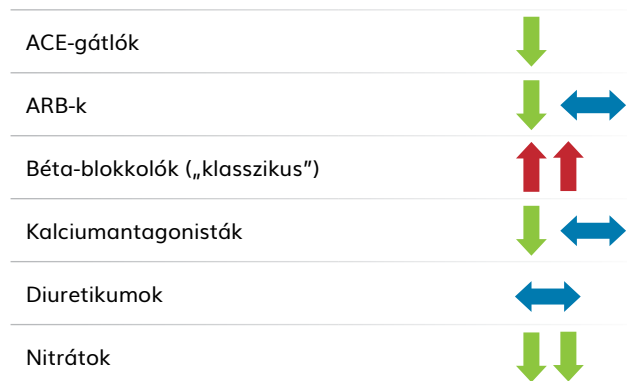 ACE-gátlók
ARB-k
Béta-blokkolók („klasszikus”)
Kalciumantagonisták
Diuretikumok
Nitrátok